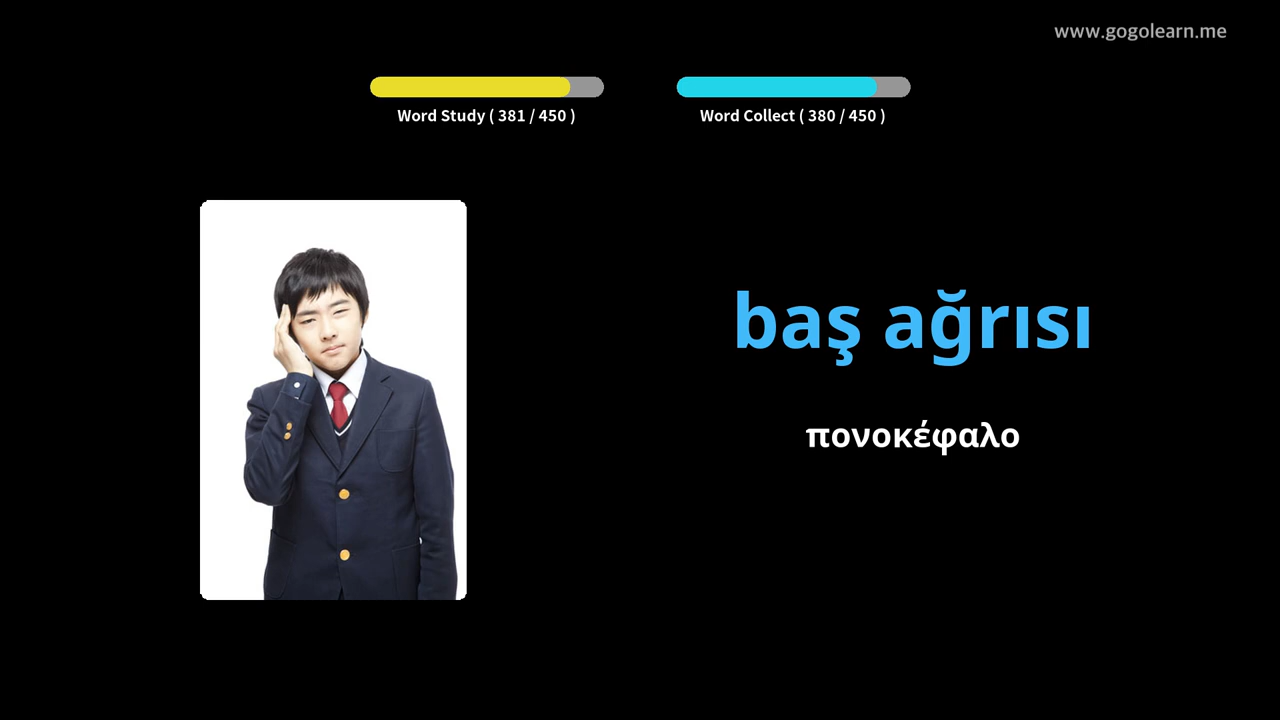 www.gogolearn.me
Word Study ( 381 / 450 )
Word Collect ( 380 / 450 )
baş ağrısı
πονοκέφαλο